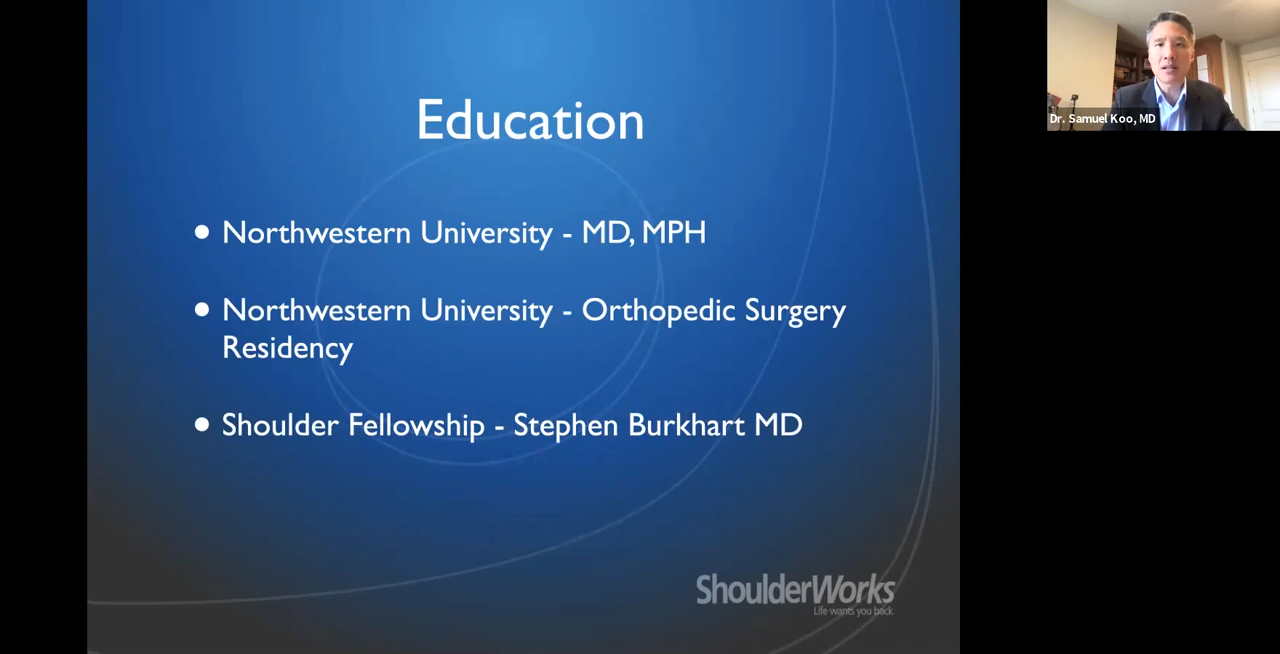 Education
Northwestern University - MD, MPH
Northwestern University - Orthopedic Surgery
Residency
Shoulder Fellowship - Stephen Burkhart MD
ShoulderWorks
Life wants you back
Dr. Samuel Koo, MD